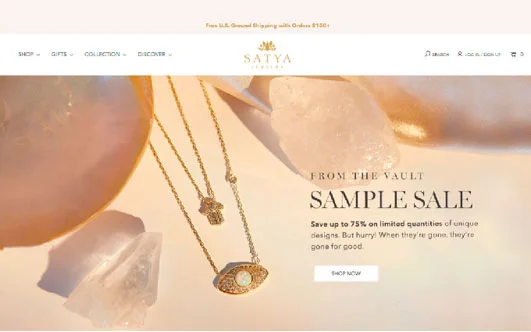 Free U.S. Ground Shipping with Orders $150+
SHOP GIFTS COLLECTION DISCOVER
SATYA
JEWELRY
SEARCH LOG IN / SIGN UP 0
FROM THE VAULT
SAMPLE SALE
Save up to 75% on limited quantities of unique
designs. But hurry! When they're gone, they're
gone for good.
SHOP NOW